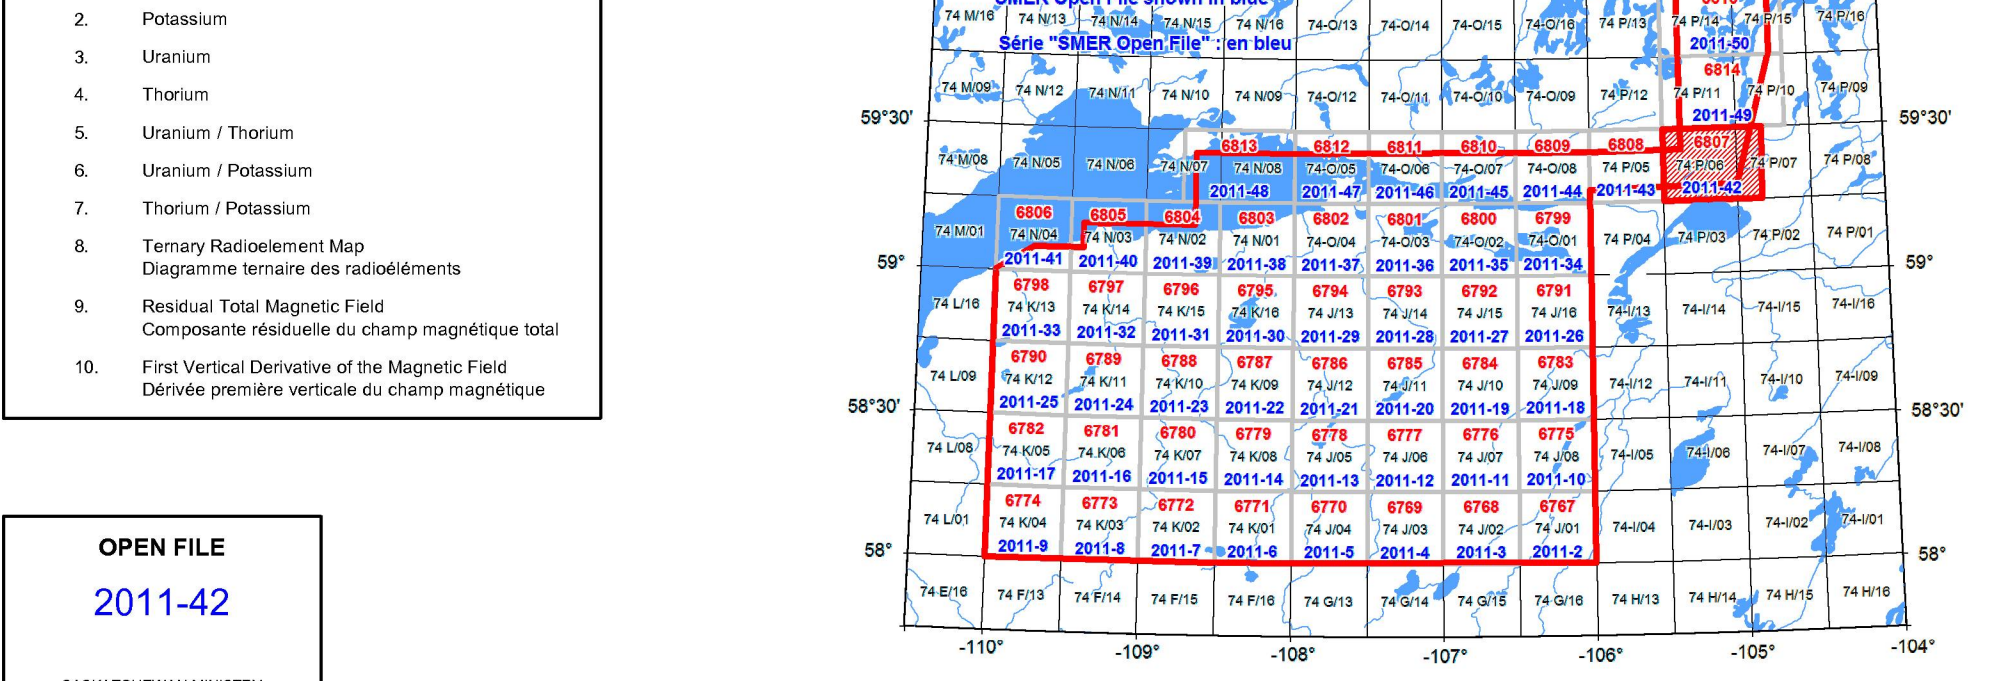 2. Potassium
3. Uranium
4. Thorium
5. Uranium / Thorium
6. Uranium / Potassium
7. Thorium / Potassium
8. Ternary Radioelement Map
Diagramme ternaire des radioéléments
9. Residual Total Magnetic Field
Composante résiduelle du champ magnétique total
10. First Vertical Derivative of the Magnetic Field
Dérivée première verticale du champ magnétique
OPEN FILE
2011-42
SMER Open File shown in blue
74 M/16 74 N/13 74 N/14 74 N/15 74 N/16 74-O/13 74-O/14 74-O/15 74-O/16 74 P/13 74 P/14 74 P/15 74 P/16
Série "SMER Open File" : en bleu
2011-50
6814
74 M/09 74 N/12 74 N/11 74 N/10 74 N/09 74-O/12 74-O/11 74-O/10 74-O/09 74 P/12 74 P/11 74 P/10 74 P/09
59°30' 2011-49 59°30'
6813 6812 6811 6810 6809 6808 6807
74 M/08 74 N/05 74 N/06 74 N/07 74 N/08 74-O/05 74-O/06 74-O/07 74-O/08 74 P/05 74 P/06 74 P/07 74 P/08
2011-48 2011-47 2011-46 2011-45 2011-44 2011-43 2011-42
6806 6805 6804 6803 6802 6801 6800 6799
74 M/01 74 N/04 74 N/03 74 N/02 74 N/01 74-O/04 74-O/03 74-O/02 74-O/01 74 P/04 74 P/03 74 P/02 74 P/01
59° 2011-41 2011-40 2011-39 2011-38 2011-37 2011-36 2011-35 2011-34 59°
6798 6797 6796 6795 6794 6793 6792 6791
74 L/16 74 K/13 74 K/14 74 K/15 74 K/16 74 J/13 74 J/14 74 J/15 74 J/16 74-I/13 74-I/14 74-I/15 74-I/16
2011-33 2011-32 2011-31 2011-30 2011-29 2011-28 2011-27 2011-26
6790 6789 6788 6787 6786 6785 6784 6783
74 L/09 74 K/12 74 K/11 74 K/10 74 K/09 74 J/12 74 J/11 74 J/10 74 J/09 74-I/12 74-I/11 74-I/10 74-I/09
58°30' 2011-25 2011-24 2011-23 2011-22 2011-21 2011-20 2011-19 2011-18 58°30'
6782 6781 6780 6779 6778 6777 6776 6775
74 L/08 74 K/05 74 K/06 74 K/07 74 K/08 74 J/05 74 J/06 74 J/07 74 J/08 74-I/05 74-I/06 74-I/07 74-I/08
2011-17 2011-16 2011-15 2011-14 2011-13 2011-12 2011-11 2011-10
6774 6773 6772 6771 6770 6769 6768 6767
74 L/01 74 K/04 74 K/03 74 K/02 74 K/01 74 J/04 74 J/03 74 J/02 74 J/01 74-I/04 74-I/03 74-I/02 74-I/01
58° 2011-9 2011-8 2011-7 2011-6 2011-5 2011-4 2011-3 2011-2 58°
74 E/16 74 F/13 74 F/14 74 F/15 74 F/16 74 G/13 74 G/14 74 G/15 74 G/16 74 H/13 74 H/14 74 H/15 74 H/16
-110° -109° -108° -107° -106° -105° -104°